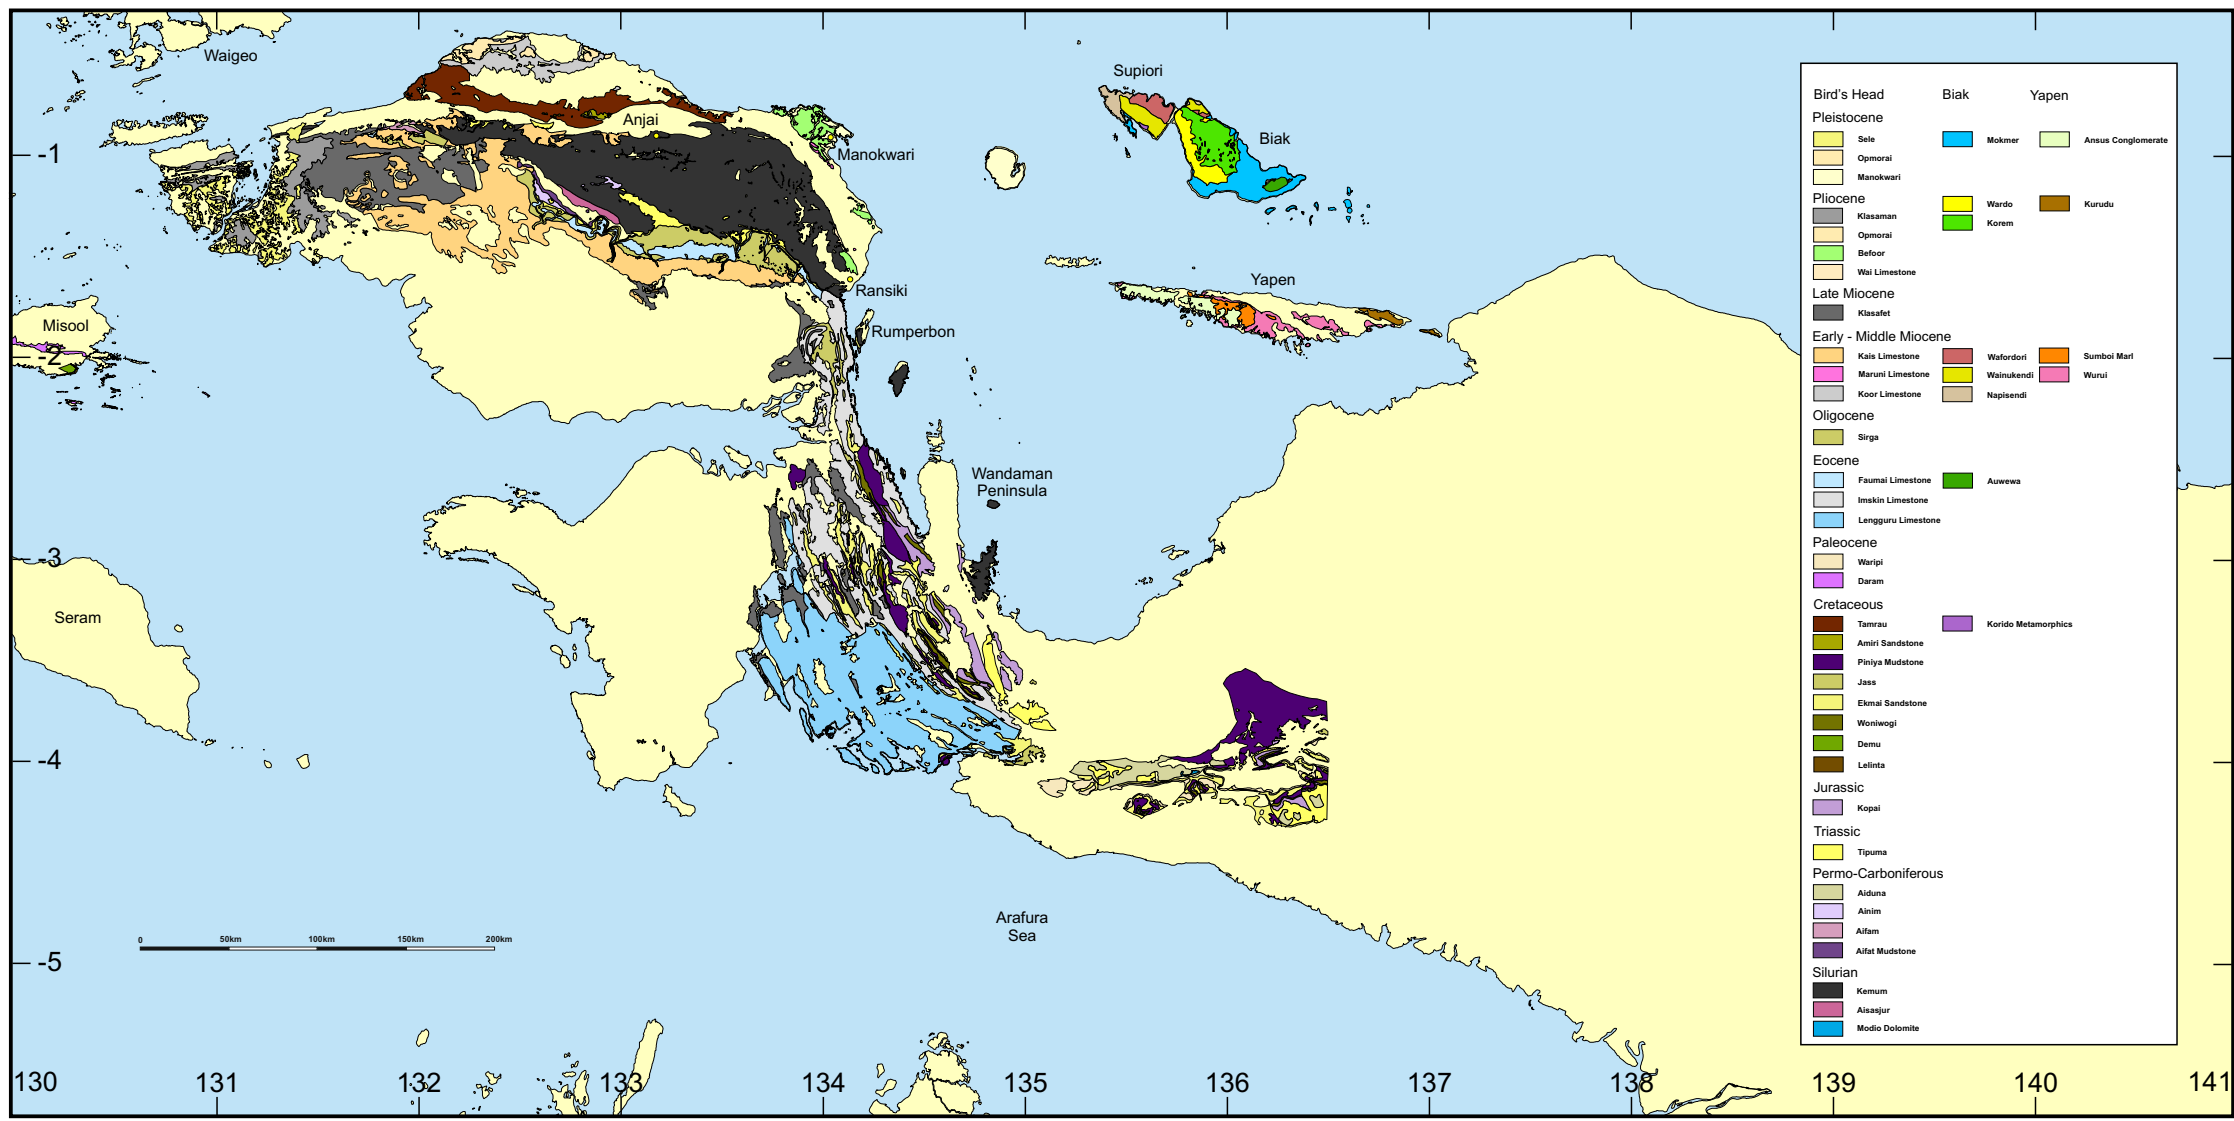 Waigeo
Supiori
Anjai
Biak
-1
Manokwari
Yapen
Ransiki
Misool
Rumperbon
-2
Wandaman
Peninsula
-3
Seram
-4
Arafura
Sea
0 50km 100km 150km 200km
-5
130 131 132 133 134 135 136 137 138 139 140 141
Bird's Head Biak Yapen
Pleistocene
Sele Mokmer Ansus Conglomerate
Opmorai
Manokwari
Pliocene
Klasaman Wardo Kurudu
Opmorai Korem
Befoor
Wai Limestone
Late Miocene
Klasafet
Early - Middle Miocene
Kais Limestone Wafordori Sumboi Marl
Maruni Limestone Wainukendi Wurui
Koor Limestone Napisendi
Oligocene
Sirga
Eocene
Faumai Limestone Auwewa
Imskin Limestone
Lengguru Limestone
Paleocene
Waripi
Daram
Cretaceous
Tamrau Korido Metamorphics
Amiri Sandstone
Piniya Mudstone
Jass
Ekmai Sandstone
Woniwogi
Demu
Lelinta
Jurassic
Kopai
Triassic
Tipuma
Permo-Carboniferous
Aiduna
Ainim
Aifam
Aifat Mudstone
Silurian
Kemum
Aisasjur
Modio Dolomite